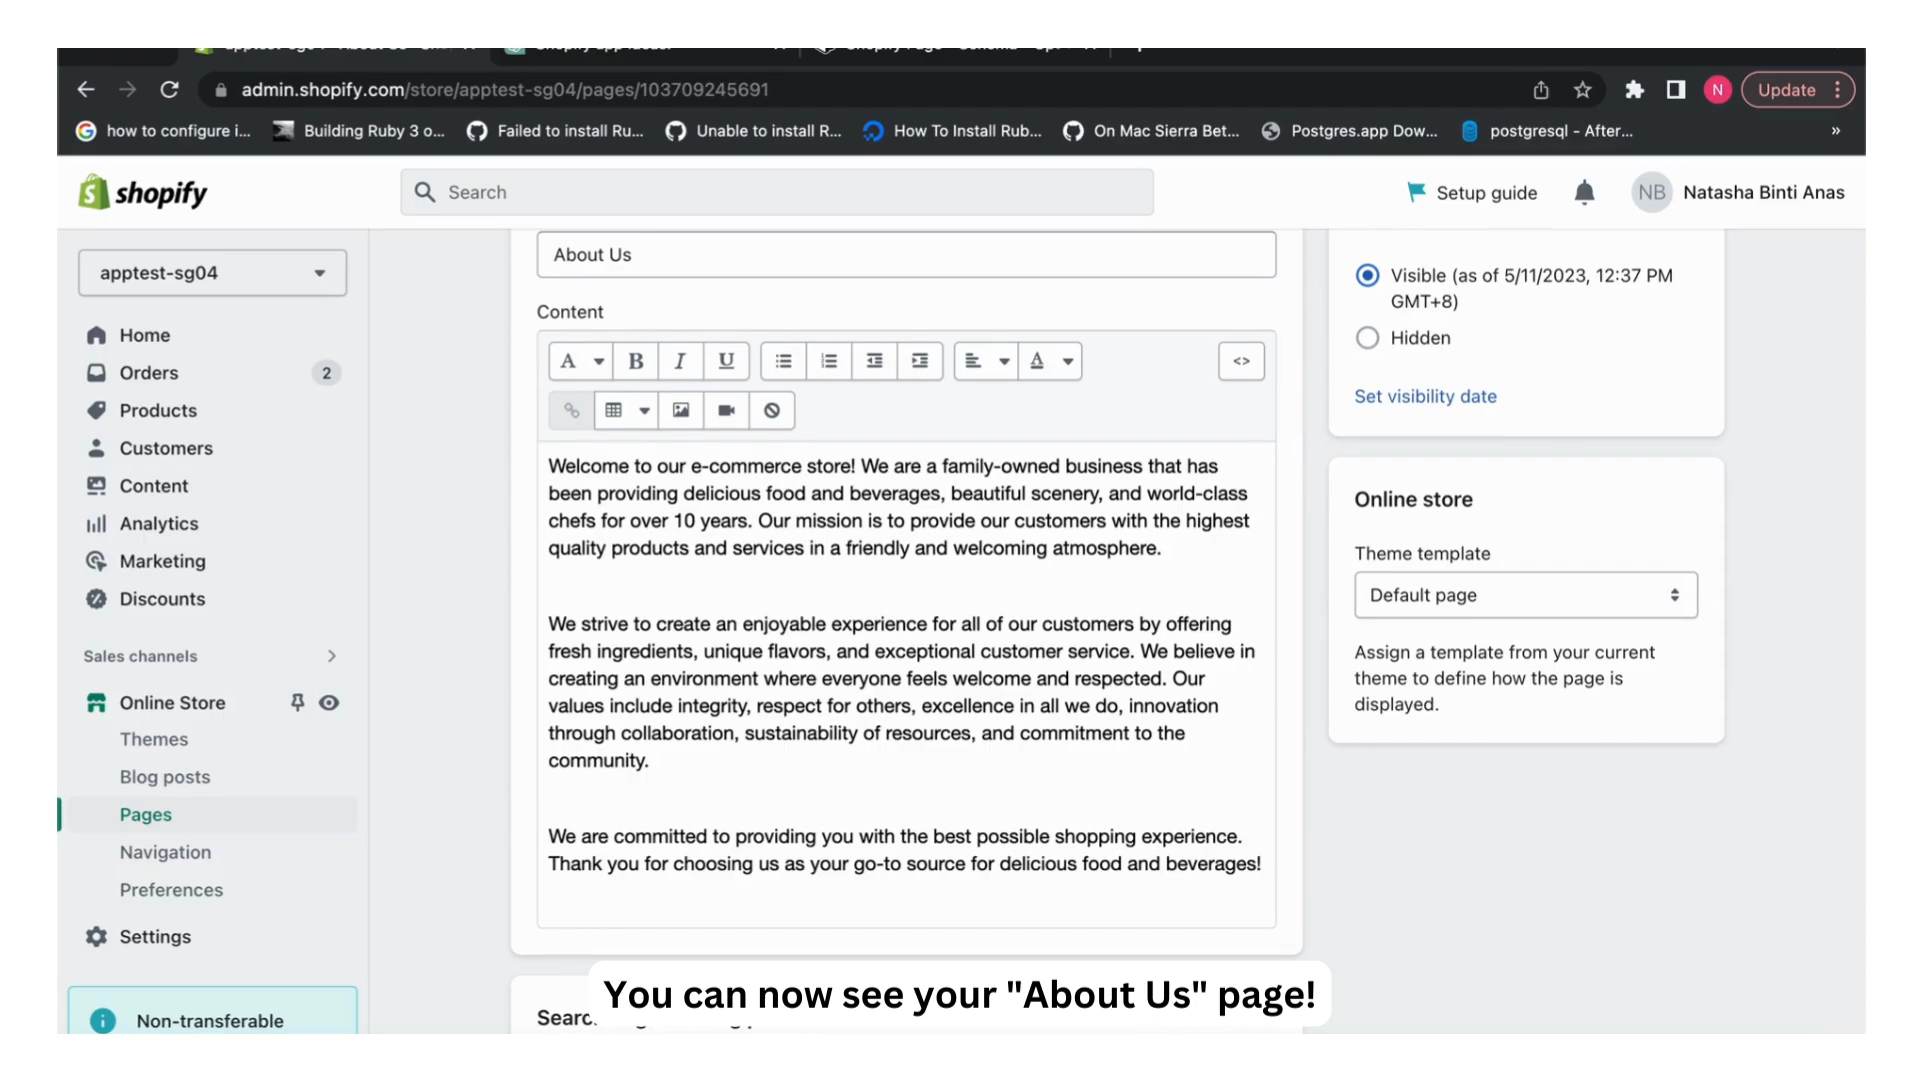 admin.shopify.com/store/apptest-sg04/pages/103709245691
Update
how to configure i...
Building Ruby 3 o...
Failed to install Ru...
Unable to install R...
How To Install Rub...
On Mac Sierra Bet...
Postgres.app Dow...
postgresql - After...
»
shopify
Search
Setup guide
NB
Natasha Binti Anas
N
apptest-sg04
Home
Orders
2
Products
Customers
Content
Analytics
Marketing
Discounts
Sales channels
Online Store
Themes
Blog posts
Pages
Navigation
Preferences
Settings
Non-transferable
About Us
Content
A
B
I
U
A
<>
Welcome to our e-commerce store! We are a family-owned business that has
been providing delicious food and beverages, beautiful scenery, and world-class
chefs for over 10 years. Our mission is to provide our customers with the highest
quality products and services in a friendly and welcoming atmosphere.
We strive to create an enjoyable experience for all of our customers by offering
fresh ingredients, unique flavors, and exceptional customer service. We believe in
creating an environment where everyone feels welcome and respected. Our
values include integrity, respect for others, excellence in all we do, innovation
through collaboration, sustainability of resources, and commitment to the
community.
We are committed to providing you with the best possible shopping experience.
Thank you for choosing us as your go-to source for delicious food and beverages!
Visible (as of 5/11/2023, 12:37 PM
GMT+8)
Hidden
Set visibility date
Online store
Theme template
Default page
Assign a template from your current
theme to define how the page is
displayed.
You can now see your "About Us" page!